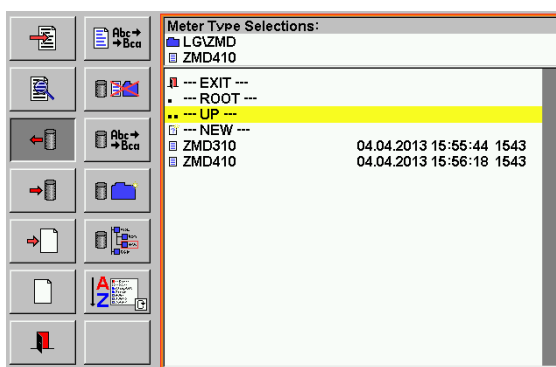 Abc→
→Bca
Abc→
→Bca
A
Z
Meter Type Selections:
LG\ZMD
ZMD410
--- EXIT ---
. --- ROOT ---
.. --- UP ---
--- NEW ---
ZMD310 04.04.2013 15:55:44 1543
ZMD410 04.04.2013 15:56:18 1543